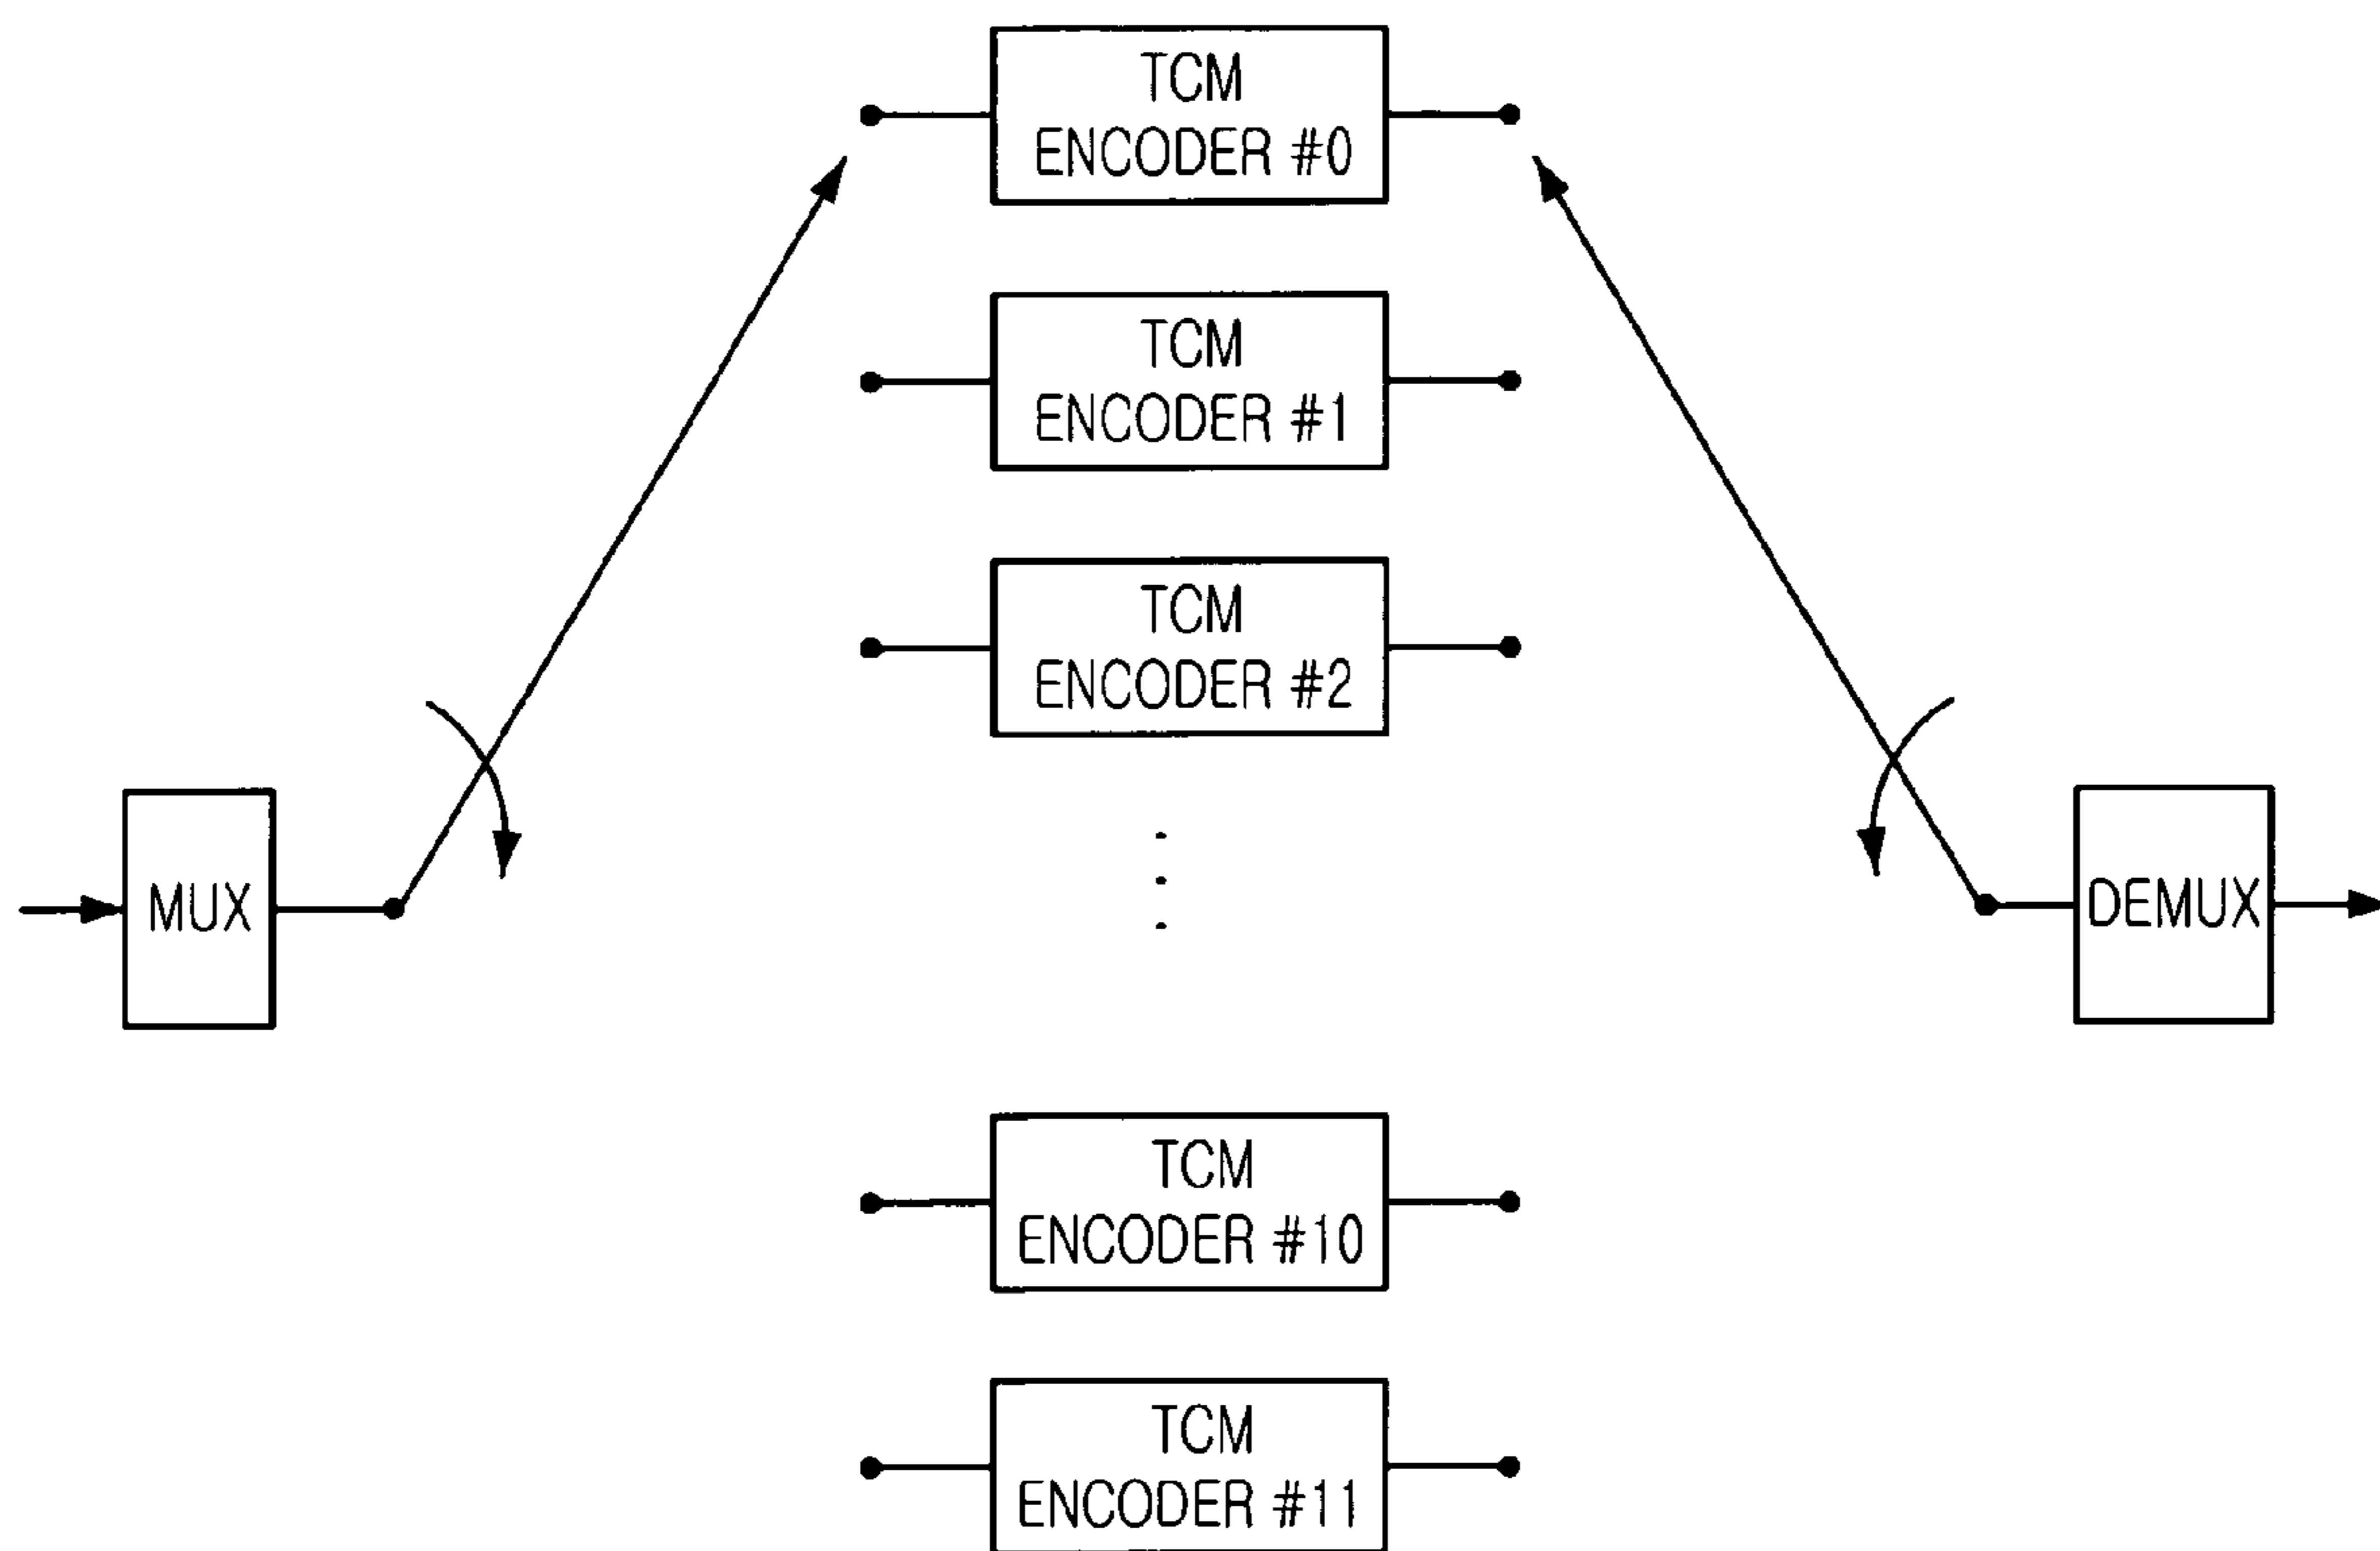 TCM
ENCODER #0
TCM
ENCODER #1
TCM
ENCODER #2
MUX
DEMUX
TCM
ENCODER #10
TCM
ENCODER #11